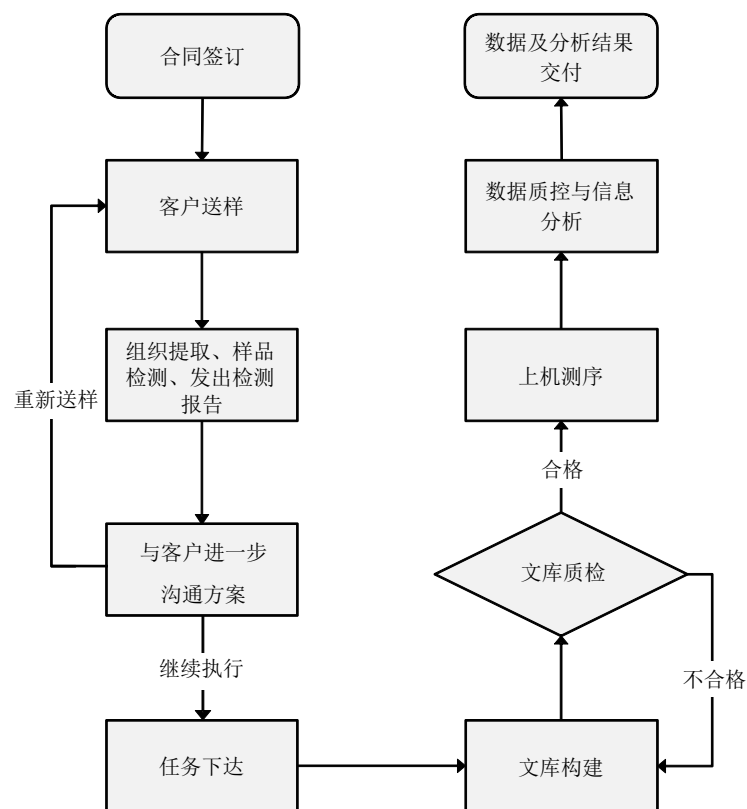 合同签订
客户送样
组织提取、样品
检测、发出检测
报告
重新送样
与客户进一步
沟通方案
继续执行
任务下达
数据及分析结果
交付
数据质控与信息
分析
上机测序
合格
文库质检
不合格
文库构建